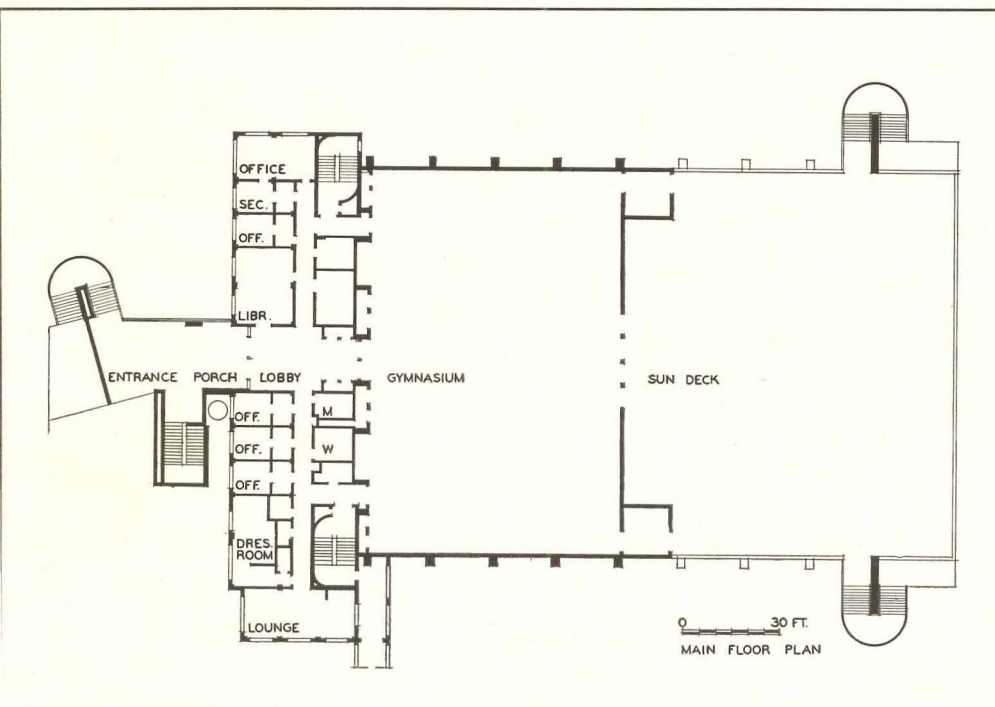 OFFICE
SEC.
OFF.
LIBR.
ENTRANCE PORCH LOBBY GYMNASIUM SUN DECK
M
OFF.
W
OFF.
OFF.
DRES.
ROOM
LOUNGE
0 30 FT.
MAIN FLOOR PLAN